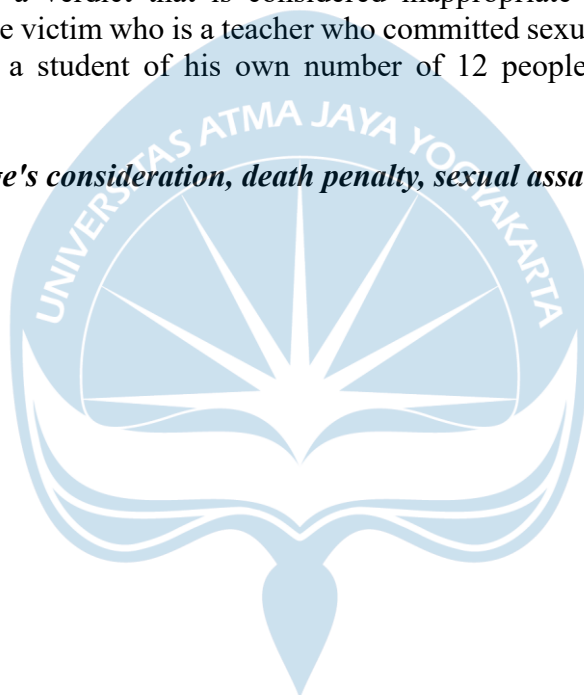 a verdict that is considered inappropriate
e victim who is a teacher who committed sexu
a student of his own number of 12 people
e's consideration, death penalty, sexual assa
UNIVERSITAS ATMA JAYA YOGYAKARTA